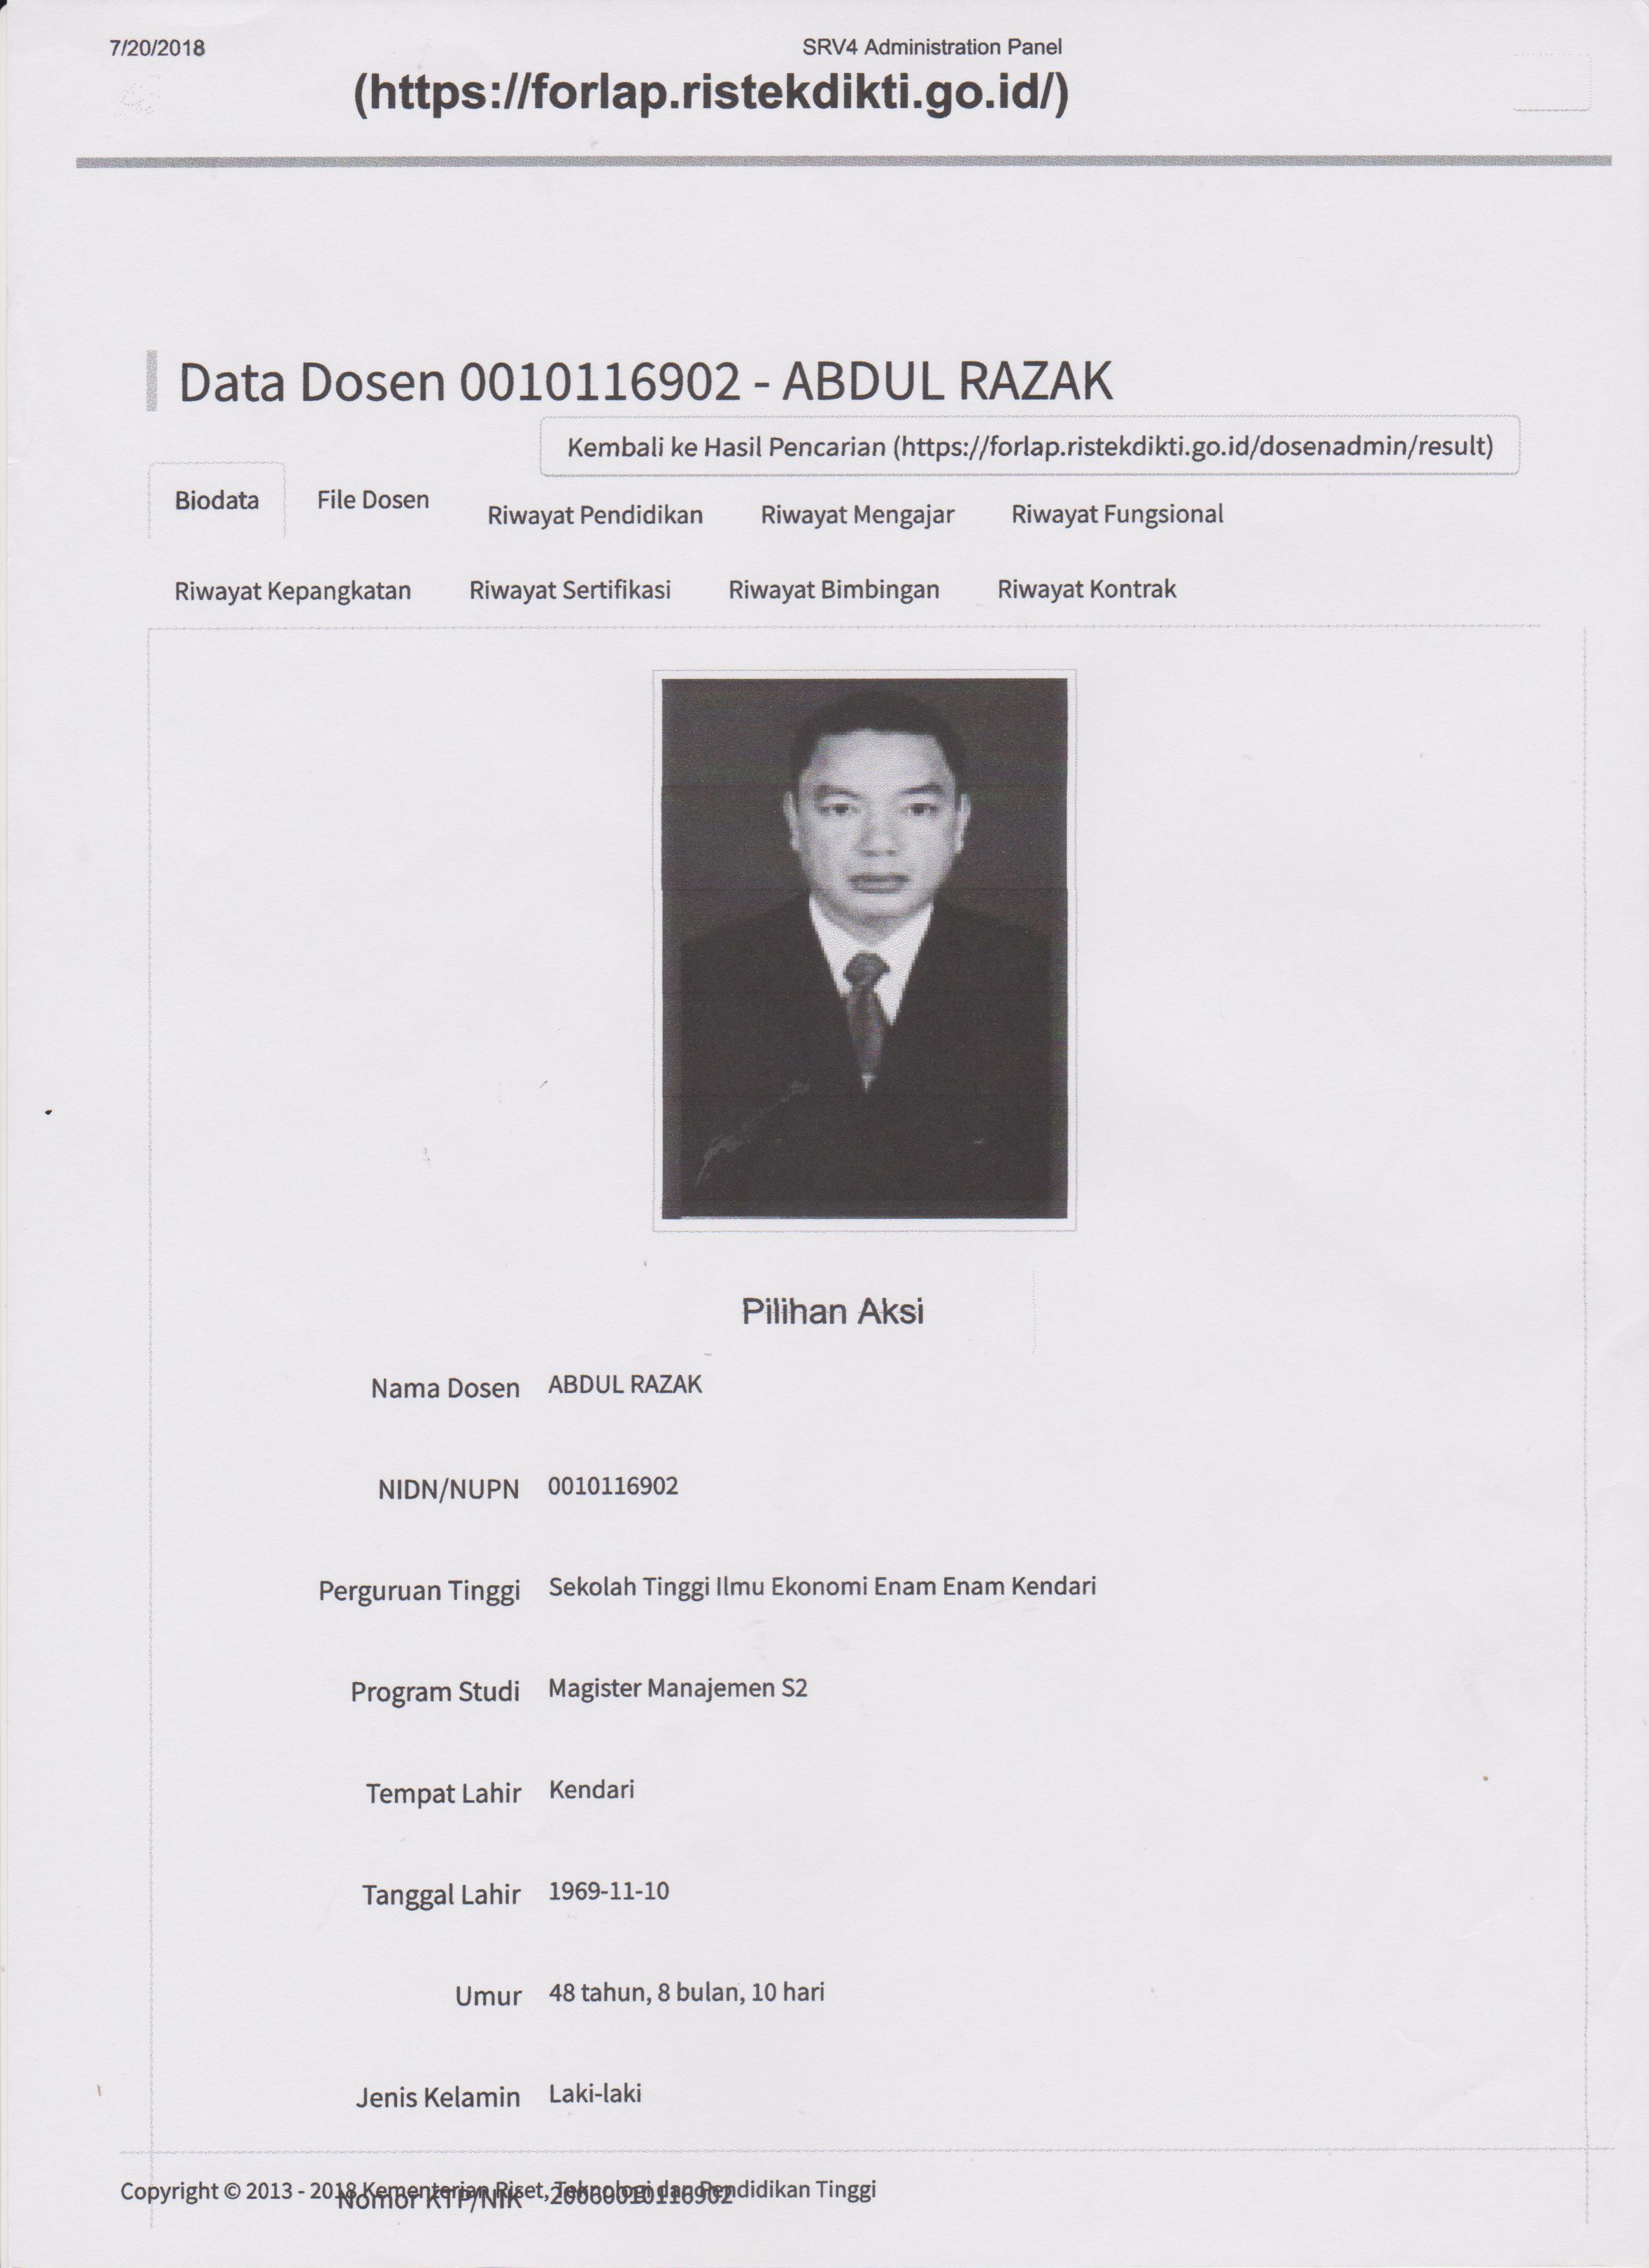 7/20/2018 SRV4 Administration Panel
(https://forlap.ristekdikti.go.id/)
Data Dosen 0010116902 - ABDUL RAZAK
Kembali ke Hasil Pencarian (https://forlap.ristekdikti.go.id/dosenadmin/result)
Biodata File Dosen Riwayat Pendidikan Riwayat Mengajar Riwayat Fungsional
Riwayat Kepangkatan Riwayat Sertifikasi Riwayat Bimbingan Riwayat Kontrak
Pilihan Aksi
Nama Dosen ABDUL RAZAK
NIDN/NUPN 0010116902
Perguruan Tinggi Sekolah Tinggi Ilmu Ekonomi Enam Enam Kendari
Program Studi Magister Manajemen S2
Tempat Lahir Kendari
Tanggal Lahir 1969-11-10
Umur 48 tahun, 8 bulan, 10 hari
Jenis Kelamin Laki-laki
Copyright © 2013 - 2018 Kementerian Riset, Teknologi dan Pendidikan Tinggi
Nomor KTP/NIK